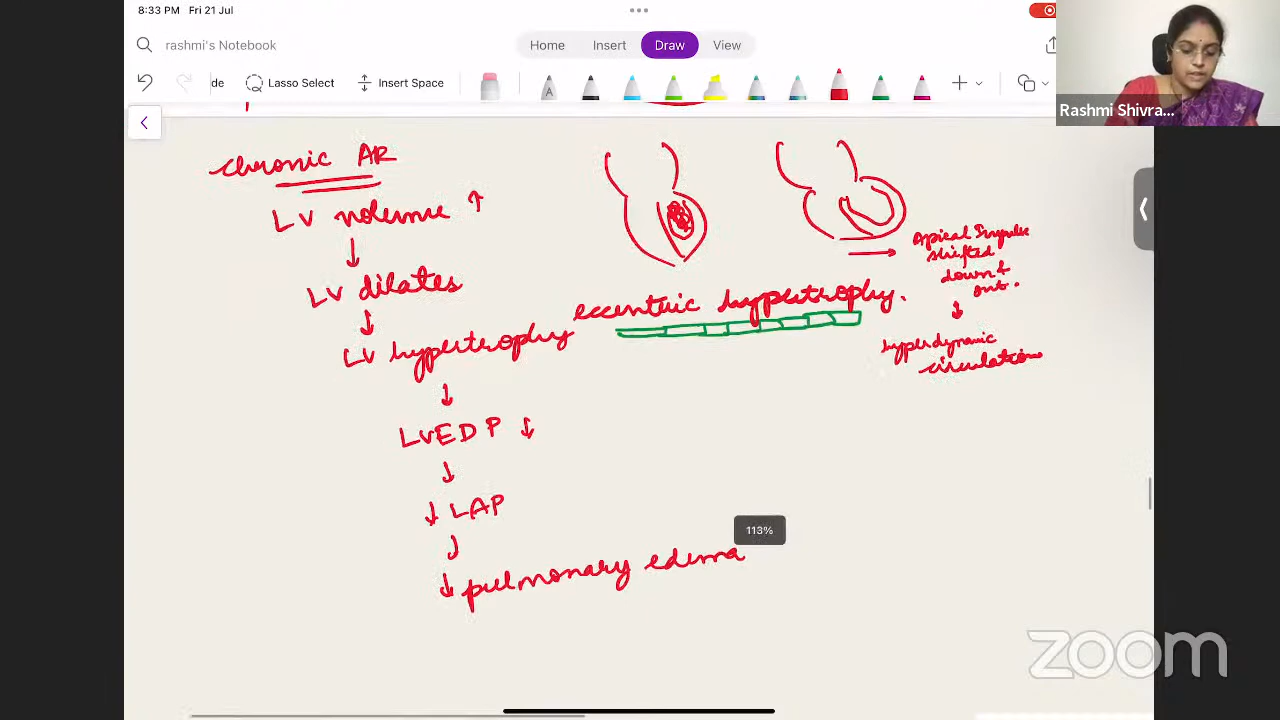 8:33 PM Fri 21 Jul
rashmi's Notebook
Home Insert Draw View
de Lasso Select Insert Space
Rashmi Shivra...
chronic AR
LV volume ↑
↓
LV dilates
↓
LV hypertrophy
eccentric hypertrophy.
Apical Impulse
shifted
down &
out.
↓
hyperdynamic
circulation
↓
LVEDP ↓
↓
↓ LAP
↓
↓ pulmonary edema
113%
zoom